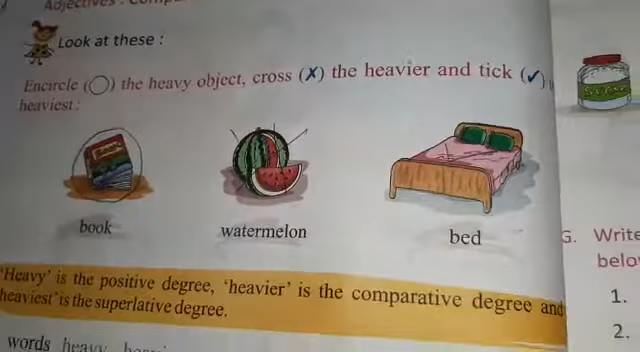 Adjectives : Comp
Look at these :
Encircle (○) the heavy object, cross (✗) the heavier and tick (✓)
heaviest :
book
watermelon
bed
'Heavy' is the positive degree, 'heavier' is the comparative degree and
heaviest' is the superlative degree.
words heavy
G. Write
belo
1.
2.